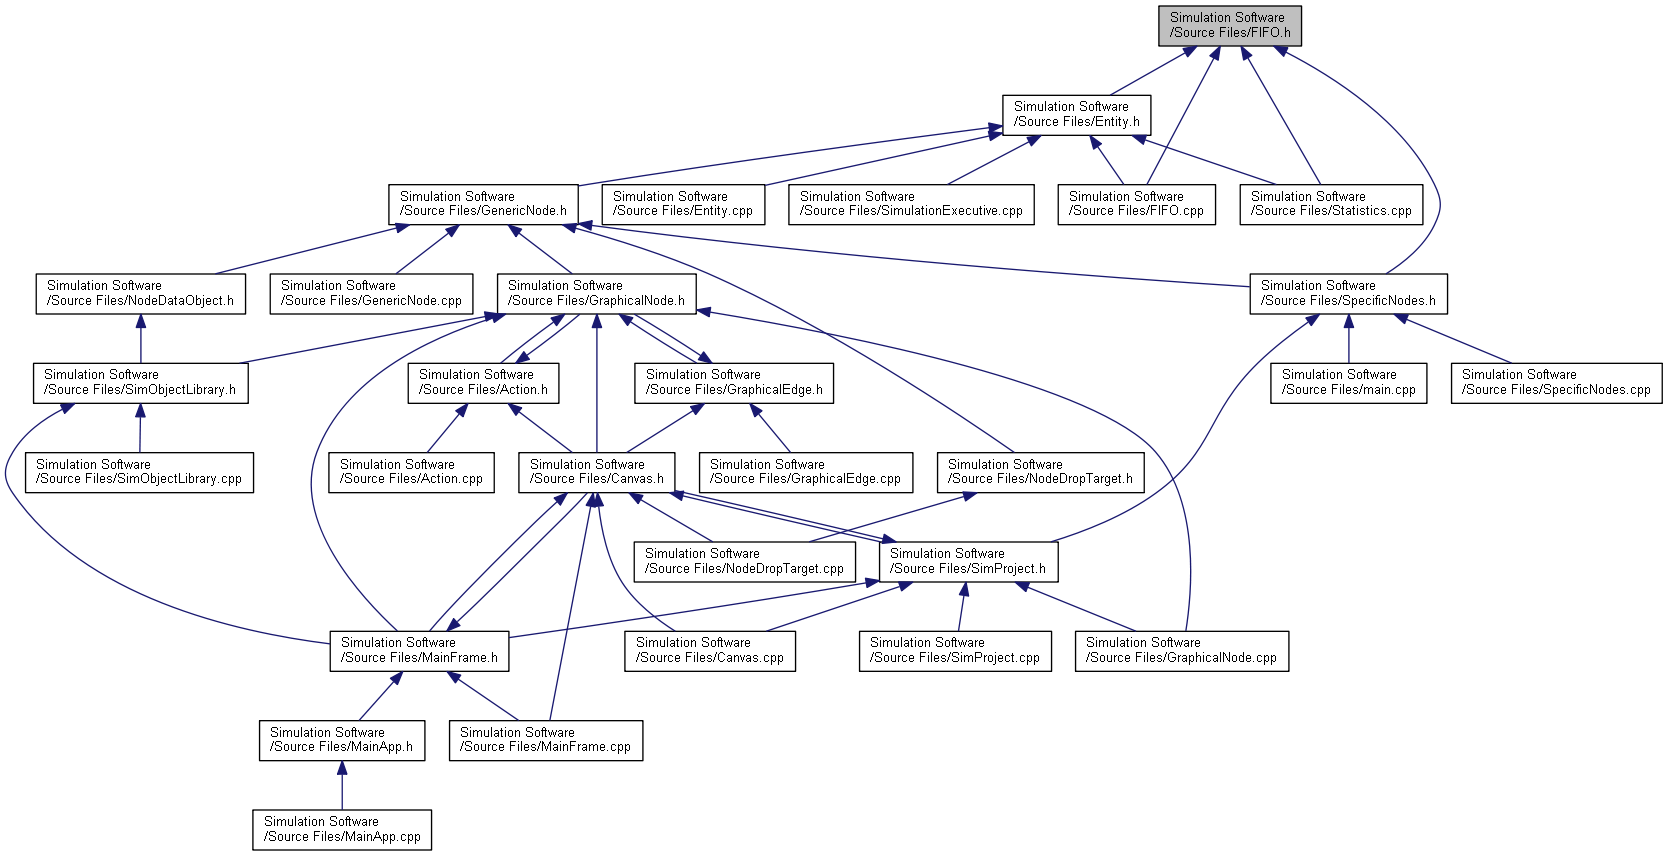 Simulation Software
/Source Files/FIFO.h
Simulation Software
/Source Files/Entity.h
Simulation Software
/Source Files/GenericNode.h
Simulation Software
/Source Files/Entity.cpp
Simulation Software
/Source Files/SimulationExecutive.cpp
Simulation Software
/Source Files/FIFO.cpp
Simulation Software
/Source Files/Statistics.cpp
Simulation Software
/Source Files/NodeDataObject.h
Simulation Software
/Source Files/GenericNode.cpp
Simulation Software
/Source Files/GraphicalNode.h
Simulation Software
/Source Files/SpecificNodes.h
Simulation Software
/Source Files/SimObjectLibrary.h
Simulation Software
/Source Files/Action.h
Simulation Software
/Source Files/GraphicalEdge.h
Simulation Software
/Source Files/main.cpp
Simulation Software
/Source Files/SpecificNodes.cpp
Simulation Software
/Source Files/SimObjectLibrary.cpp
Simulation Software
/Source Files/Action.cpp
Simulation Software
/Source Files/Canvas.h
Simulation Software
/Source Files/GraphicalEdge.cpp
Simulation Software
/Source Files/NodeDropTarget.h
Simulation Software
/Source Files/NodeDropTarget.cpp
Simulation Software
/Source Files/SimProject.h
Simulation Software
/Source Files/MainFrame.h
Simulation Software
/Source Files/Canvas.cpp
Simulation Software
/Source Files/SimProject.cpp
Simulation Software
/Source Files/GraphicalNode.cpp
Simulation Software
/Source Files/MainApp.h
Simulation Software
/Source Files/MainFrame.cpp
Simulation Software
/Source Files/MainApp.cpp